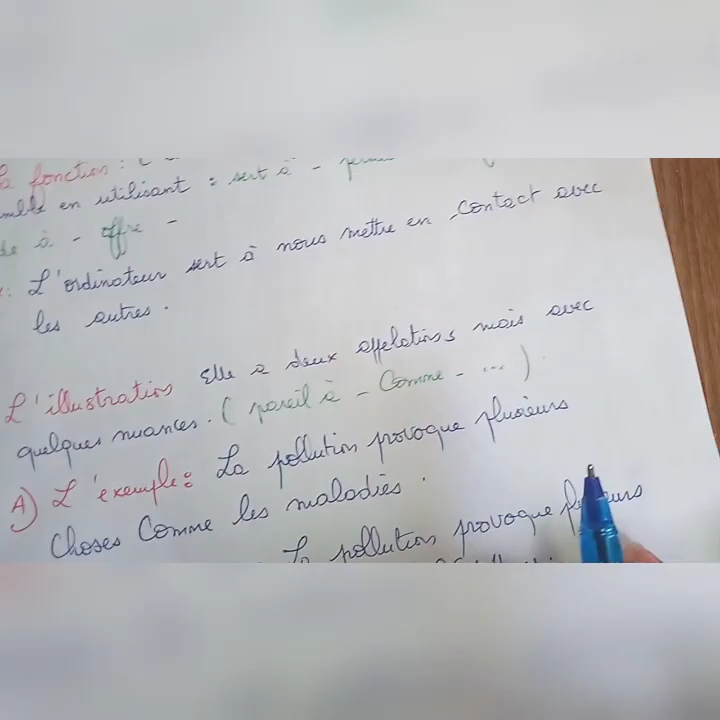 la fonction : (
en utilisant : sert à -
à - offre -
: L'ordinateur sert à nous mettre en contact avec
les autres.
L'illustration Elle a deux appelations mais avec
quelques nuances. ( pareil à - Comme - ... )
A) L'exemple : La pollution provoque plusieurs
Choses Comme les maladies.
La pollution provoque